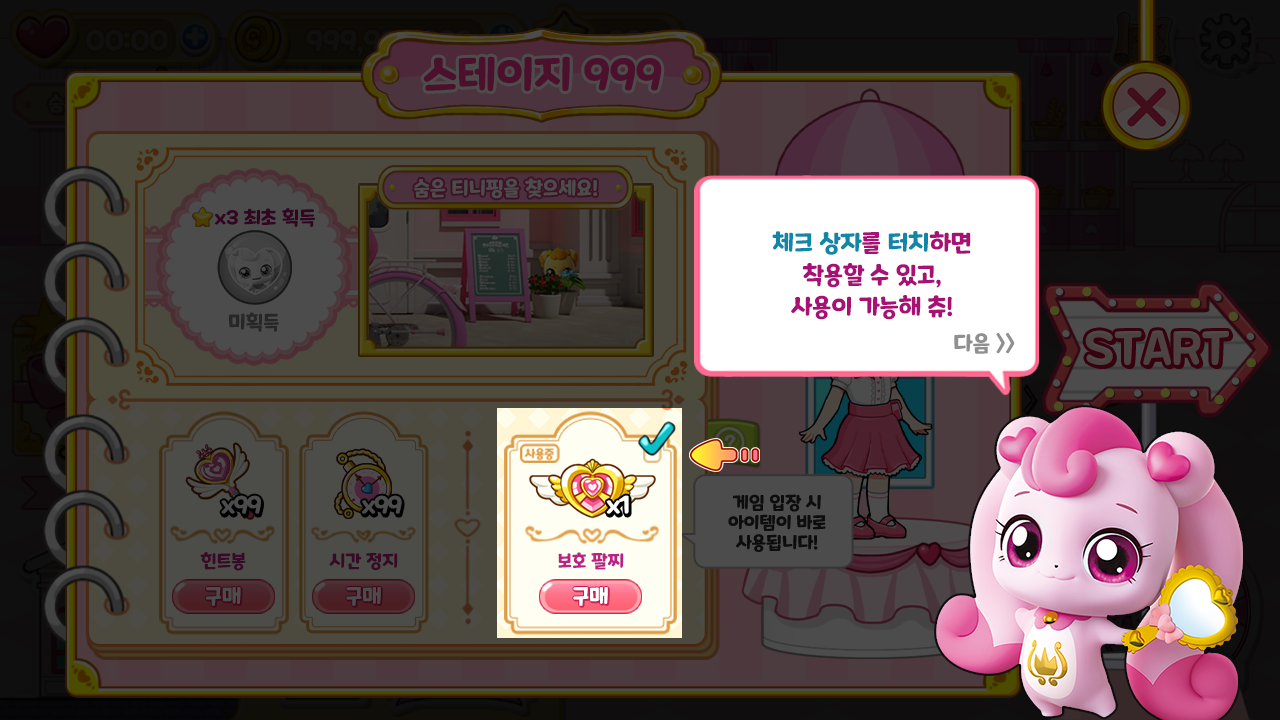 00:00
999,9
스테이지 999
x3 최초 획득
미획득
숨은 티니핑을 찾으세요!
체크 상자를 터치하면
착용할 수 있고,
사용이 가능해 츄!
다음
START
x99
힌트봉
구매
x99
시간 정지
구매
사용중
x1
보호 팔찌
구매
?
게임 입장 시
아이템이 바로
사용됩니다!